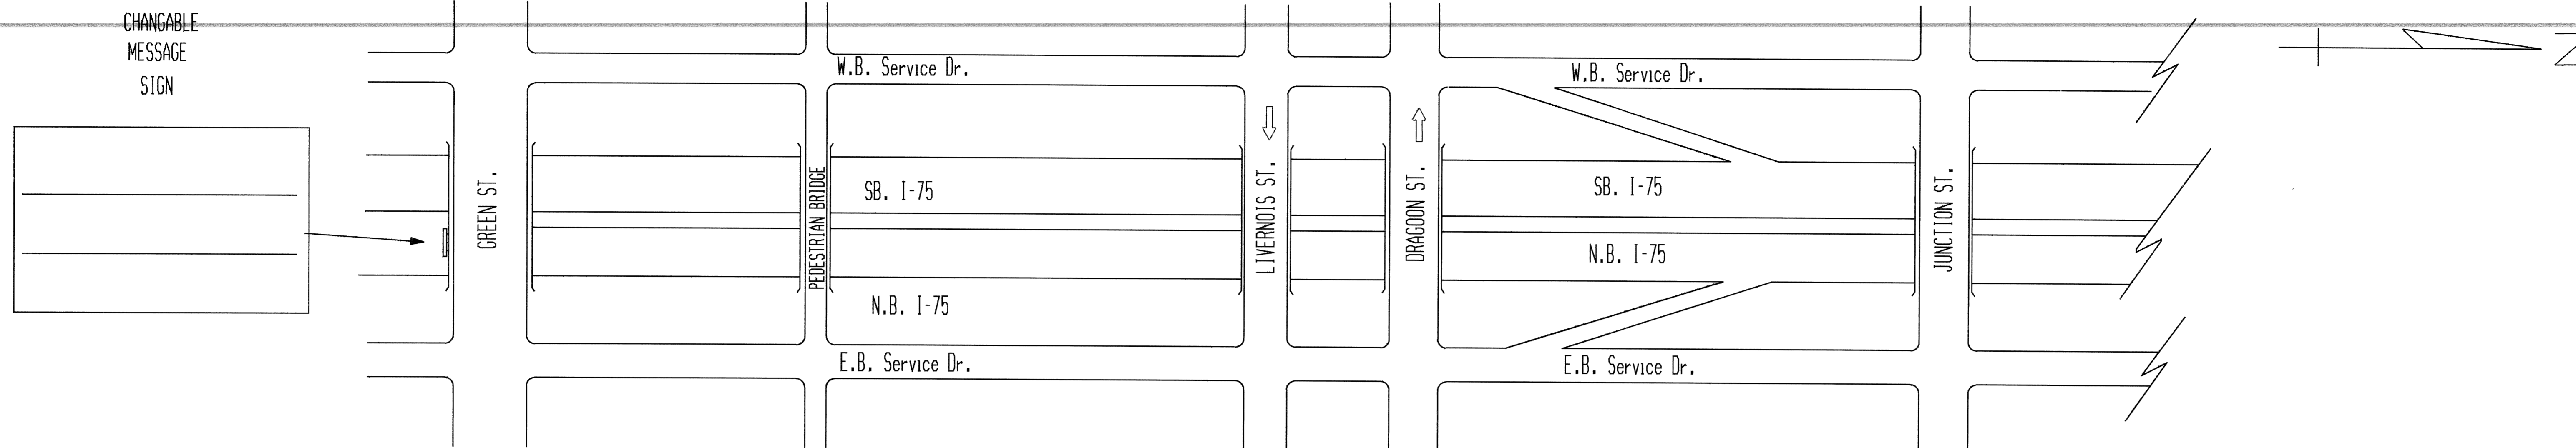 CHANGABLE
MESSAGE
SIGN
W.B. Service Dr.
W.B. Service Dr.
GREEN ST.
PEDESTRIAN BRIDGE
LIVERNOIS ST.
DRAGOON ST.
JUNCTION ST.
SB. I-75
SB. I-75
N.B. I-75
N.B. I-75
E.B. Service Dr.
E.B. Service Dr.